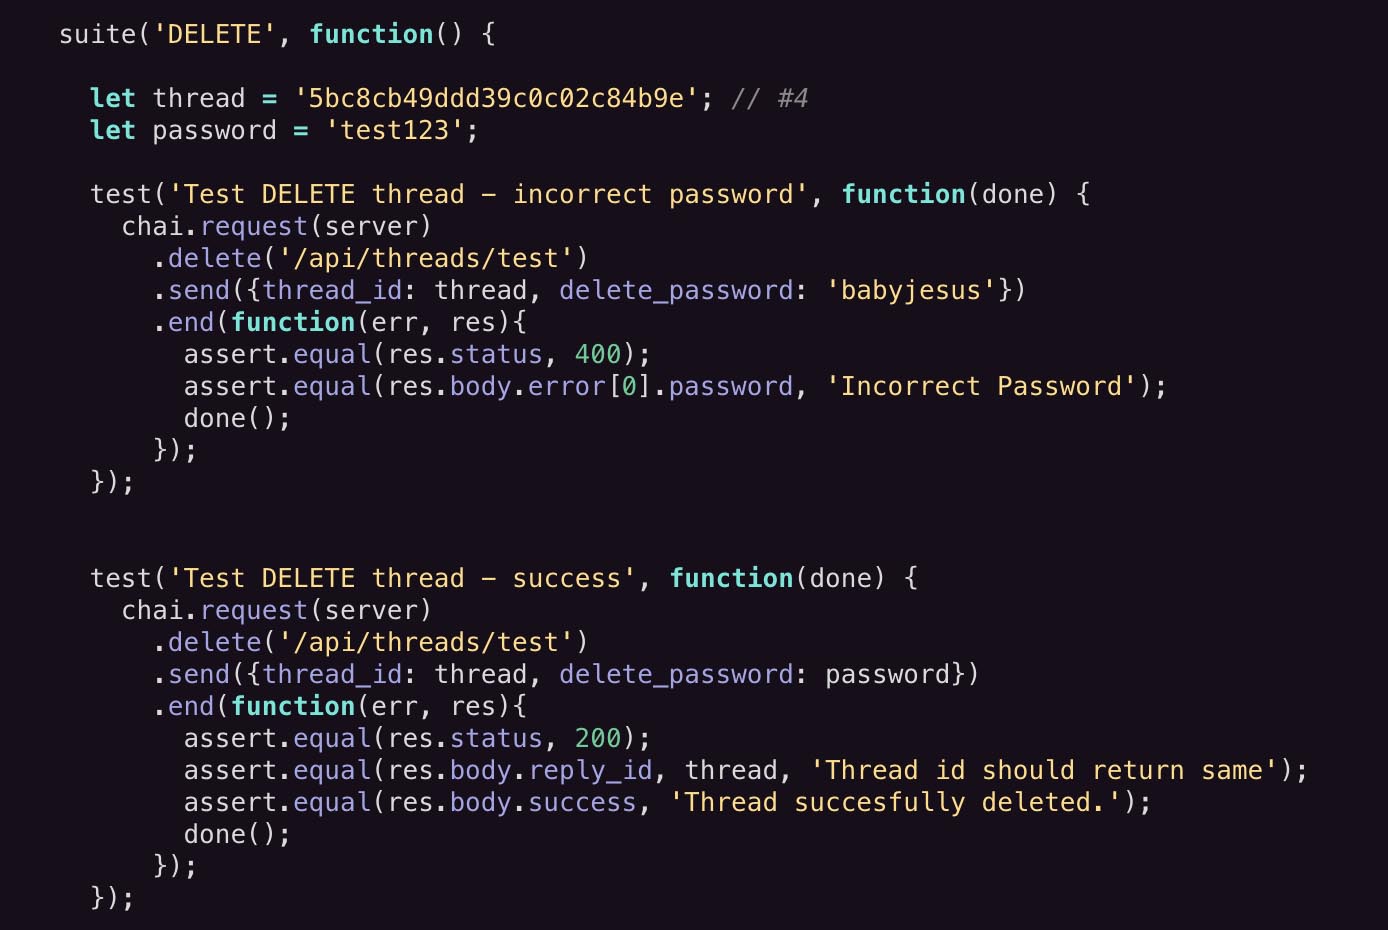 suite('DELETE', function() {
let thread = '5bc8cb49ddd39c0c02c84b9e'; // #4
let password = 'test123';
test('Test DELETE thread – incorrect password', function(done) {
chai.request(server)
.delete('/api/threads/test')
.send({thread_id: thread, delete_password: 'babyjesus'})
.end(function(err, res){
assert.equal(res.status, 400);
assert.equal(res.body.error[0].password, 'Incorrect Password');
done();
});
});
test('Test DELETE thread – success', function(done) {
chai.request(server)
.delete('/api/threads/test')
.send({thread_id: thread, delete_password: password})
.end(function(err, res){
assert.equal(res.status, 200);
assert.equal(res.body.reply_id, thread, 'Thread id should return same');
assert.equal(res.body.success, 'Thread succesfully deleted.');
done();
});
});